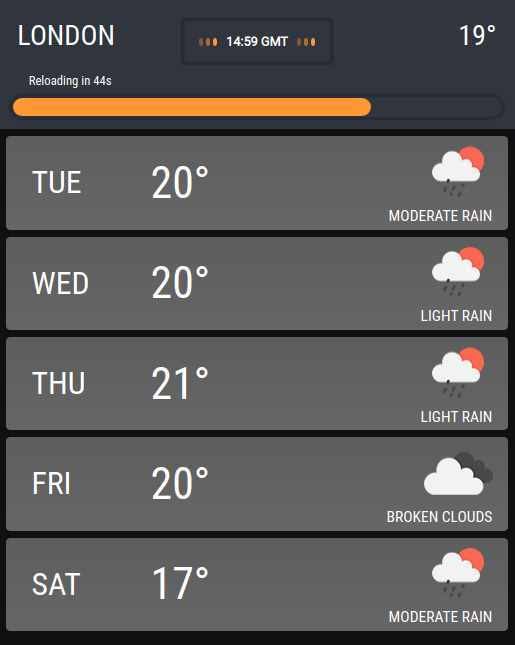 LONDON
14:59 GMT
19°
Reloading in 44s
TUE
20°
MODERATE RAIN
WED
20°
LIGHT RAIN
THU
21°
LIGHT RAIN
FRI
20°
BROKEN CLOUDS
SAT
17°
MODERATE RAIN